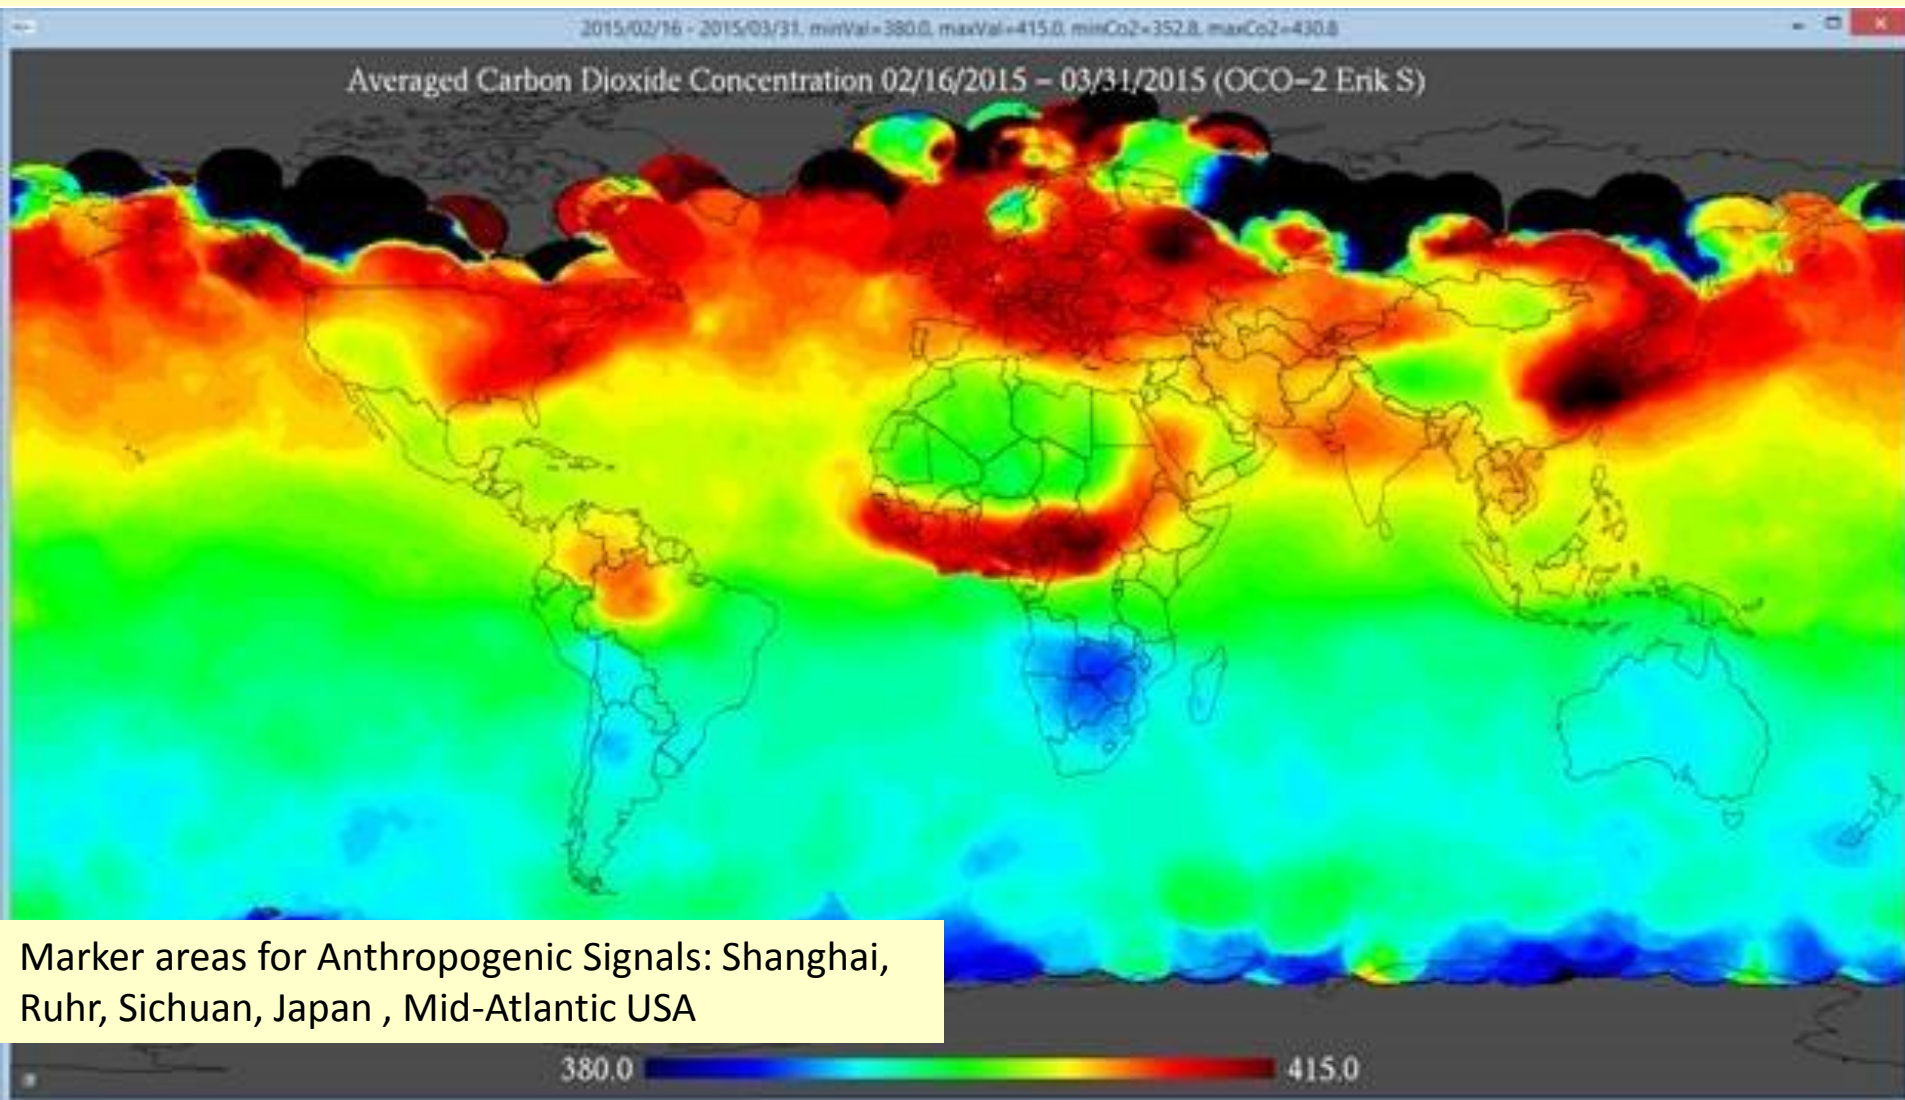 2015/02/16 - 2015/03/31, minVal=380.0, maxVal=415.0, minCo2=352.8, maxCo2=430.8
Averaged Carbon Dioxide Concentration 02/16/2015 – 03/31/2015 (OCO–2 Erik S)
Marker areas for Anthropogenic Signals: Shanghai,
Ruhr, Sichuan, Japan , Mid-Atlantic USA
380.0 415.0